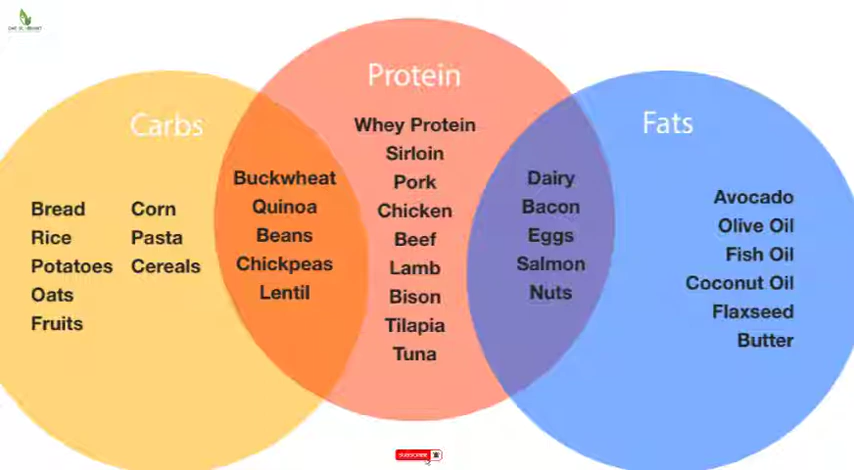 Protein
Carbs
Fats
Bread
Rice
Potatoes
Oats
Fruits
Corn
Pasta
Cereals
Buckwheat
Quinoa
Beans
Chickpeas
Lentil
Whey Protein
Sirloin
Pork
Chicken
Beef
Lamb
Bison
Tilapia
Tuna
Dairy
Bacon
Eggs
Salmon
Nuts
Avocado
Olive Oil
Fish Oil
Coconut Oil
Flaxseed
Butter
SUBSCRIBE